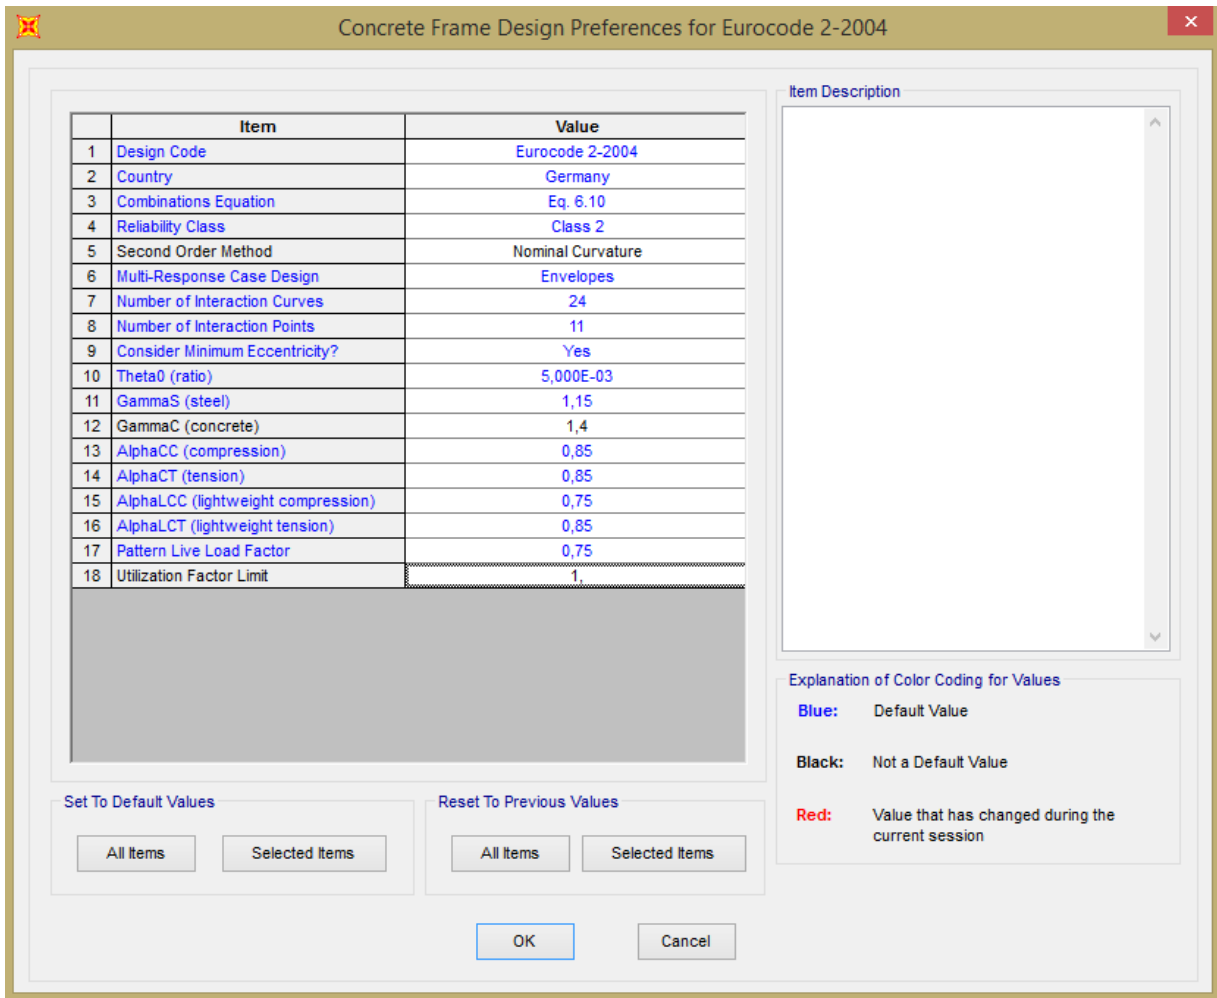 Concrete Frame Design Preferences for Eurocode 2-2004
Item Value
1 Design Code Eurocode 2-2004
2 Country Germany
3 Combinations Equation Eq. 6.10
4 Reliability Class Class 2
5 Second Order Method Nominal Curvature
6 Multi-Response Case Design Envelopes
7 Number of Interaction Curves 24
8 Number of Interaction Points 11
9 Consider Minimum Eccentricity? Yes
10 Theta0 (ratio) 5,000E-03
11 GammaS (steel) 1,15
12 GammaC (concrete) 1,4
13 AlphaCC (compression) 0,85
14 AlphaCT (tension) 0,85
15 AlphaLCC (lightweight compression) 0,75
16 AlphaLCT (lightweight tension) 0,85
17 Pattern Live Load Factor 0,75
18 Utilization Factor Limit 1,
Set To Default Values
All Items Selected Items
Reset To Previous Values
All Items Selected Items
Item Description
Explanation of Color Coding for Values
Blue: Default Value
Black: Not a Default Value
Red: Value that has changed during the
current session
OK Cancel